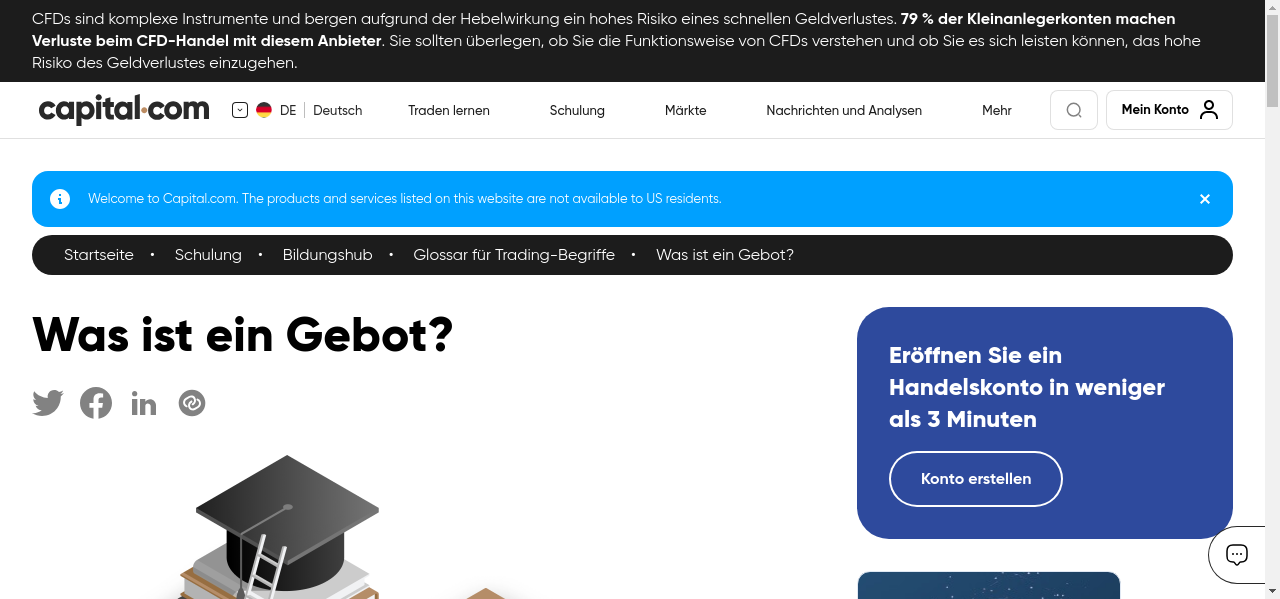 CFDs sind komplexe Instrumente und bergen aufgrund der Hebelwirkung ein hohes Risiko eines schnellen Geldverlustes. 79 % der Kleinanlegerkonten machen
Verluste beim CFD-Handel mit diesem Anbieter. Sie sollten überlegen, ob Sie die Funktionsweise von CFDs verstehen und ob Sie es sich leisten können, das hohe
Risiko des Geldverlustes einzugehen.
capital.com DE Deutsch Traden lernen Schulung Märkte Nachrichten und Analysen Mehr Mein Konto
Welcome to Capital.com. The products and services listed on this website are not available to US residents.
Startseite • Schulung • Bildungshub • Glossar für Trading-Begriffe • Was ist ein Gebot?
Was ist ein Gebot?
Eröffnen Sie ein
Handelskonto in weniger
als 3 Minuten
Konto erstellen